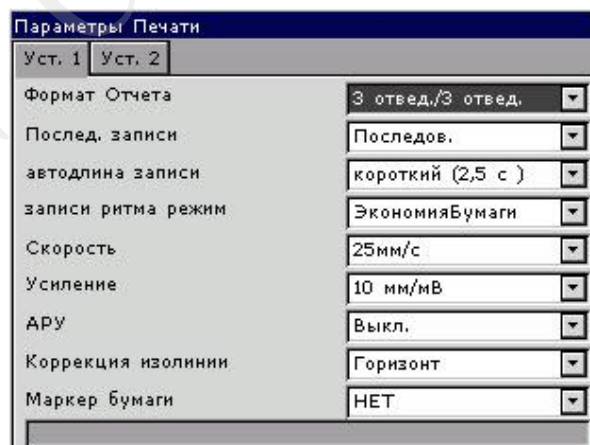 Параметры Печати
Уст. 1 Уст. 2
Формат Отчета 3 отвед./3 отвед.
Послед. записи Последов.
автодлина записи короткий (2,5 с )
записи ритма режим ЭкономияБумаги
Скорость 25мм/с
Усиление 10 мм/мВ
АРУ Выкл.
Коррекция изолинии Горизонт
Маркер бумаги НЕТ